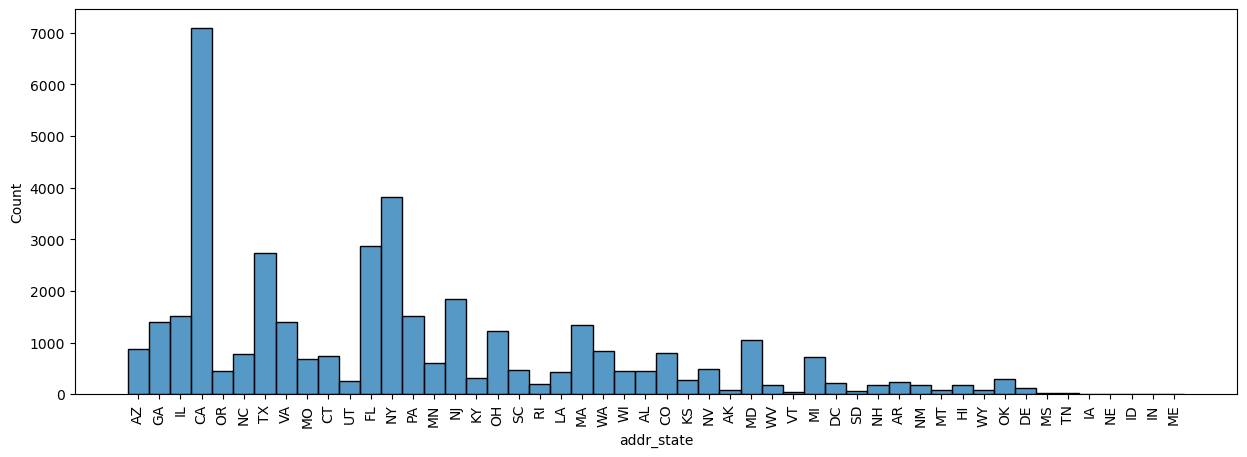 7000
6000
5000
4000
3000
2000
1000
0
Count
AZ GA IL CA OR NC TX VA MO CT UT FL NY PA MN NJ KY OH SC RI LA MA WA WI AL CO KS NV AK MD WV VT MI DC SD NH AR NM MT HI WY OK DE MS TN IA NE ID IN ME
addr_state